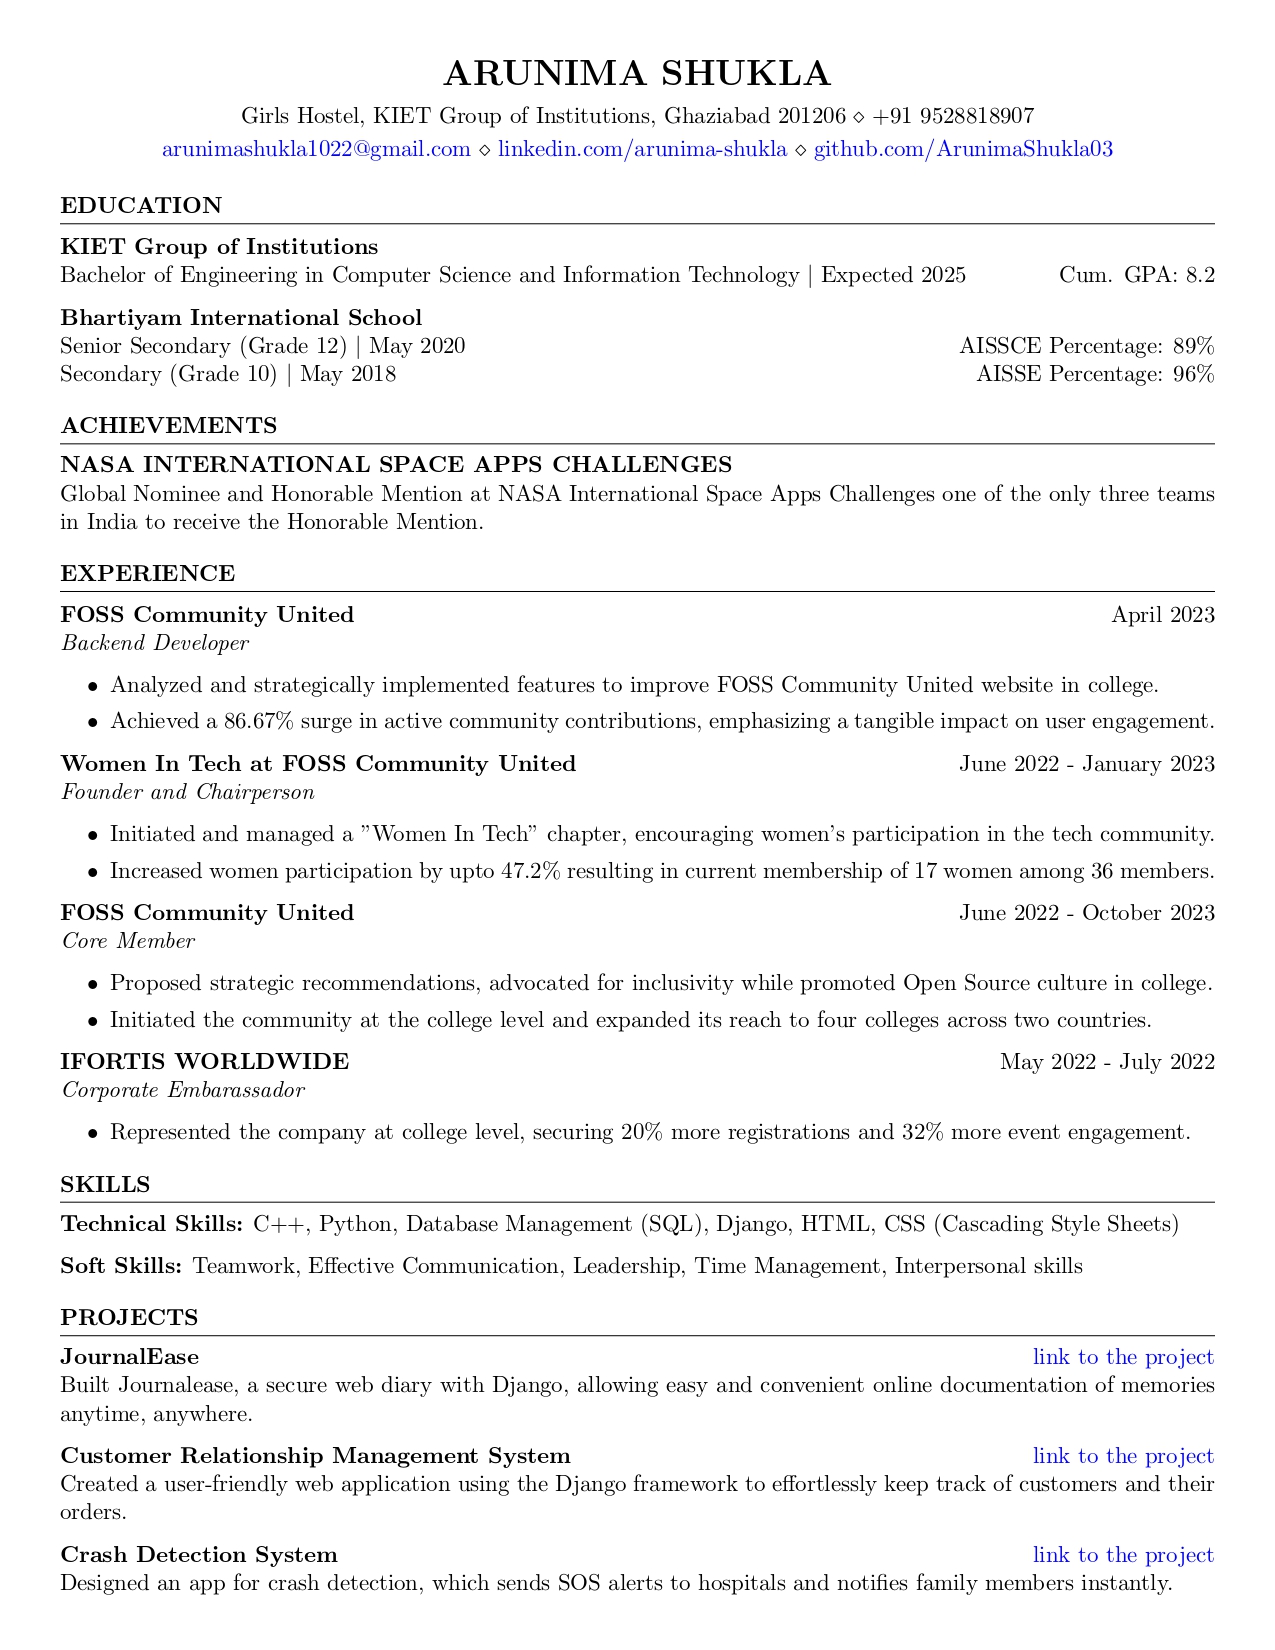 ARUNIMA SHUKLA
Girls Hostel, KIET Group of Institutions, Ghaziabad 201206 ⋄ +91 9528818907
arunimashukla1022@gmail.com ⋄ linkedin.com/arunima-shukla ⋄ github.com/ArunimaShukla03
EDUCATION
KIET Group of Institutions
Bachelor of Engineering in Computer Science and Information Technology | Expected 2025 Cum. GPA: 8.2
Bhartiyam International School
Senior Secondary (Grade 12) | May 2020 AISSCE Percentage: 89%
Secondary (Grade 10) | May 2018 AISSE Percentage: 96%
ACHIEVEMENTS
NASA INTERNATIONAL SPACE APPS CHALLENGES
Global Nominee and Honorable Mention at NASA International Space Apps Challenges one of the only three teams
in India to receive the Honorable Mention.
EXPERIENCE
FOSS Community United April 2023
Backend Developer
• Analyzed and strategically implemented features to improve FOSS Community United website in college.
• Achieved a 86.67% surge in active community contributions, emphasizing a tangible impact on user engagement.
Women In Tech at FOSS Community United June 2022 - January 2023
Founder and Chairperson
• Initiated and managed a ”Women In Tech” chapter, encouraging women’s participation in the tech community.
• Increased women participation by upto 47.2% resulting in current membership of 17 women among 36 members.
FOSS Community United June 2022 - October 2023
Core Member
• Proposed strategic recommendations, advocated for inclusivity while promoted Open Source culture in college.
• Initiated the community at the college level and expanded its reach to four colleges across two countries.
IFORTIS WORLDWIDE May 2022 - July 2022
Corporate Embarassador
• Represented the company at college level, securing 20% more registrations and 32% more event engagement.
SKILLS
Technical Skills: C++, Python, Database Management (SQL), Django, HTML, CSS (Cascading Style Sheets)
Soft Skills: Teamwork, Effective Communication, Leadership, Time Management, Interpersonal skills
PROJECTS
JournalEase link to the project
Built Journalease, a secure web diary with Django, allowing easy and convenient online documentation of memories
anytime, anywhere.
Customer Relationship Management System link to the project
Created a user-friendly web application using the Django framework to effortlessly keep track of customers and their
orders.
Crash Detection System link to the project
Designed an app for crash detection, which sends SOS alerts to hospitals and notifies family members instantly.